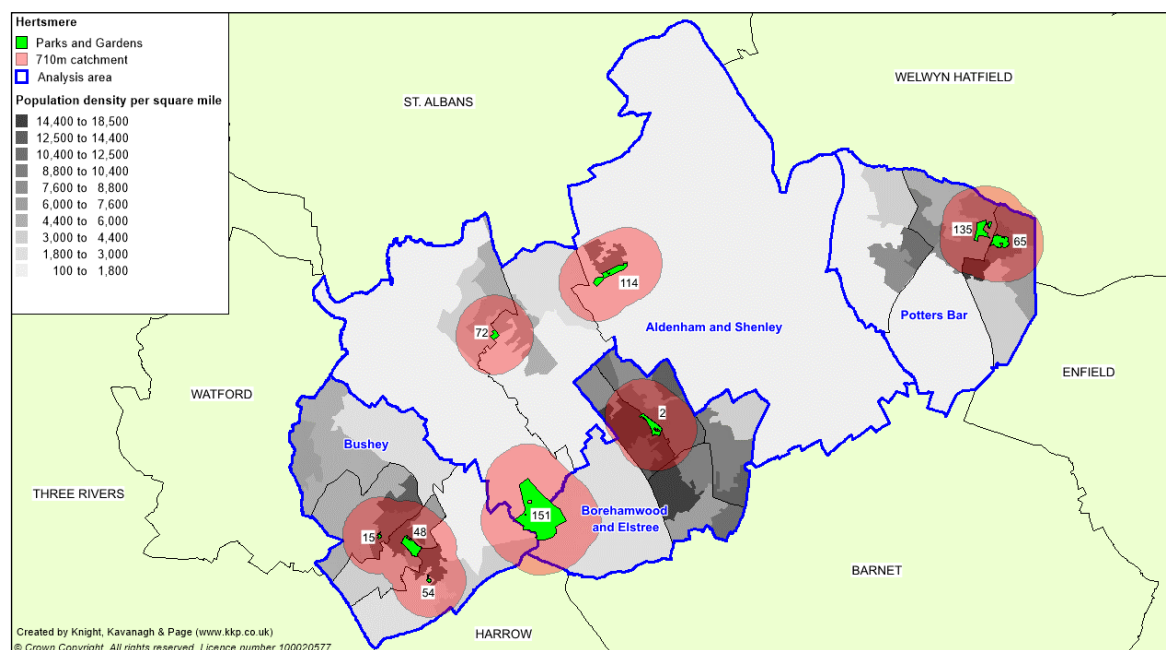 Hertsmere
Parks and Gardens
710m catchment
Analysis area
Population density per square mile
14,400 to 18,500
12,500 to 14,400
10,400 to 12,500
8,800 to 10,400
7,600 to 8,800
6,000 to 7,600
4,400 to 6,000
3,000 to 4,400
1,800 to 3,000
100 to 1,800
WELWYN HATFIELD
ST. ALBANS
135
65
114
Potters Bar
Aldenham and Shenley
72
ENFIELD
WATFORD
2
Bushey
THREE RIVERS
151
Borehamwood
and Elstree
15
48
BARNET
54
HARROW
Created by Knight, Kavanagh & Page (www.kkp.co.uk)
© Crown Copyright. All rights reserved. Licence number 100020577